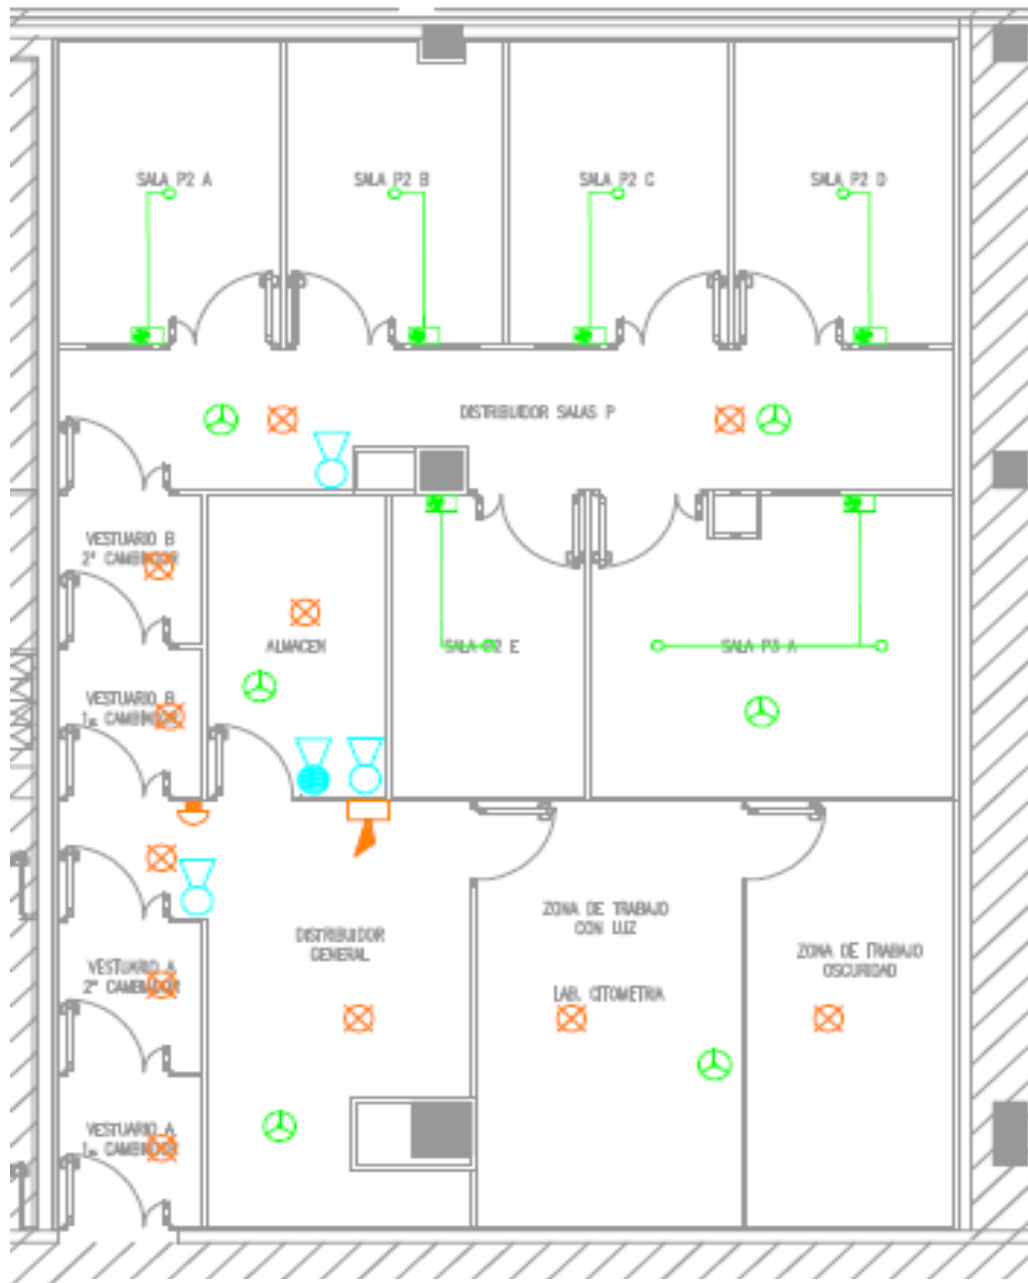 SALA P2 A
SALA P2 B
SALA P2 C
SALA P2 D
DISTRIBUIDOR SALAS P
VESTUARIO B
2º CAMBIADOR
ALMACEN
SALA P2 E
SALA P3 A
VESTUARIO B
1er CAMBIADOR
ZONA DE TRABAJO
CON LUZ
DISTRIBUIDOR
GENERAL
ZONA DE TRABAJO
OSCURIDAD
VESTUARIO A
2º CAMBIADOR
LAB. CITOMETRIA
VESTUARIO A
1er CAMBIADOR